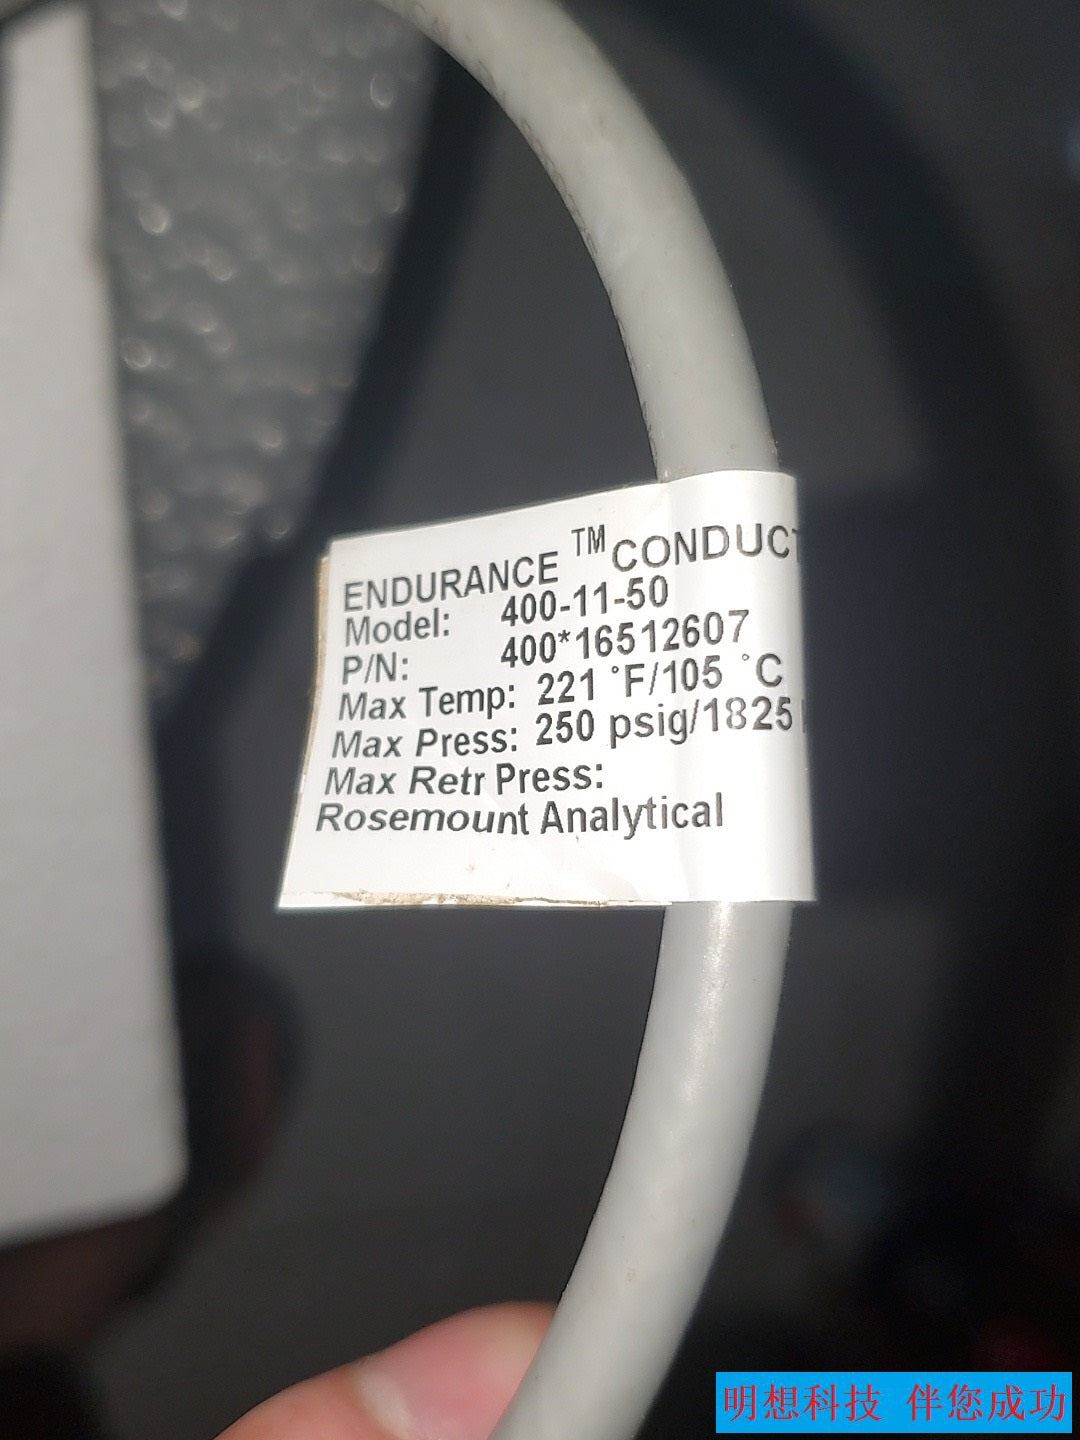 ENDURANCE ™ CONDUCT
Model: 400-11-50
P/N: 400*16512607
Max Temp: 221 °F/105 °C
Max Press: 250 psig/1825
Max Retr Press:
Rosemount Analytical
明想科技 伴您成功